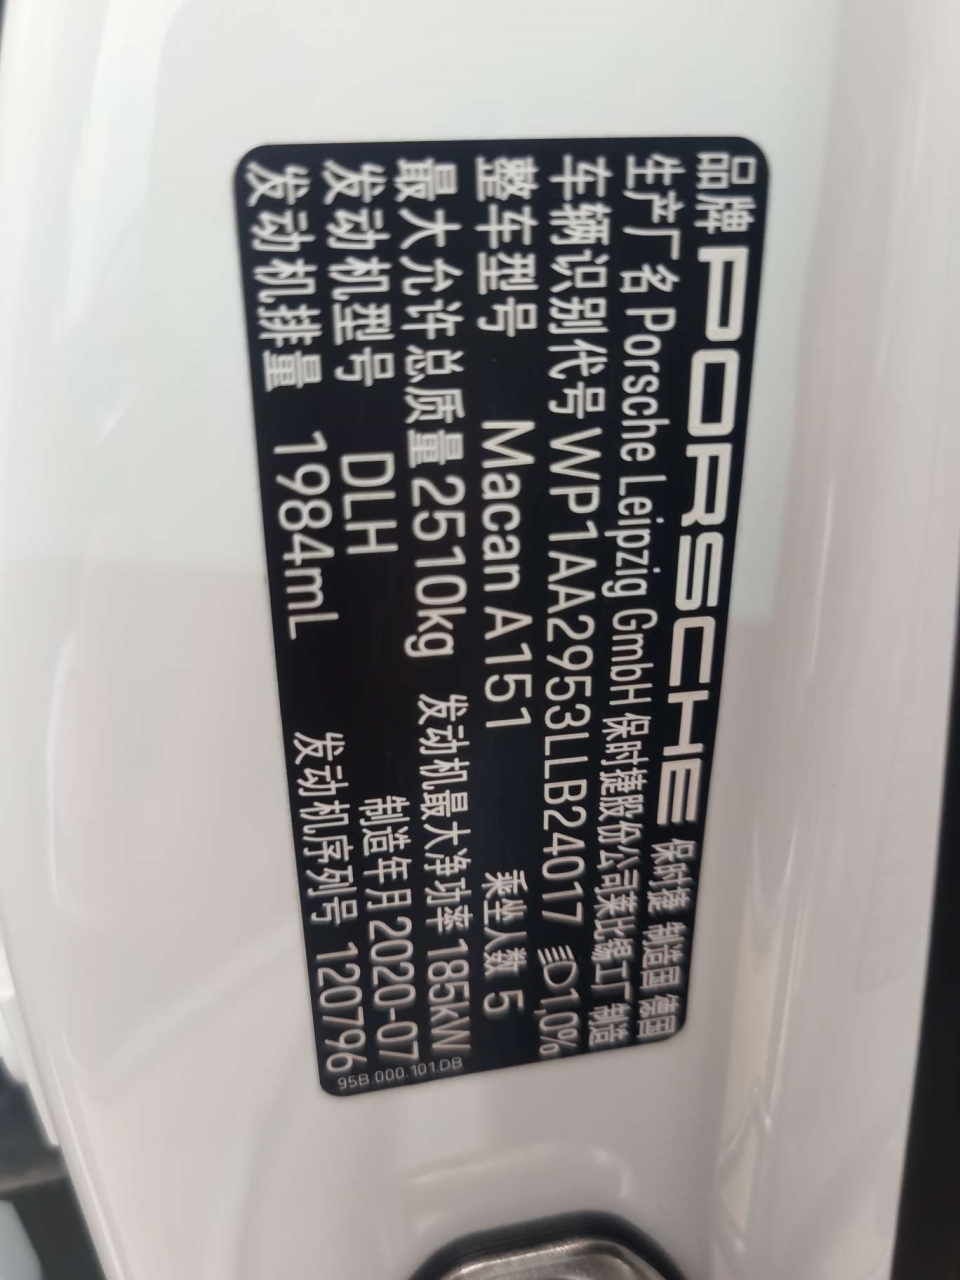 品牌 PORSCHE 保时捷 制造国 德国
生产厂名 Porsche Leipzig GmbH 保时捷股份公司莱比锡工厂 制造
车辆识别代号 WP1AA2953LLB24017 1,0%
整车型号 Macan A151 乘坐人数 5
最大允许总质量 2510kg 发动机最大净功率 185kW
发动机型号 DLH 制造年月 2020-07
发动机排量 1984mL 发动机序列号 120796
95B.000.101.DB